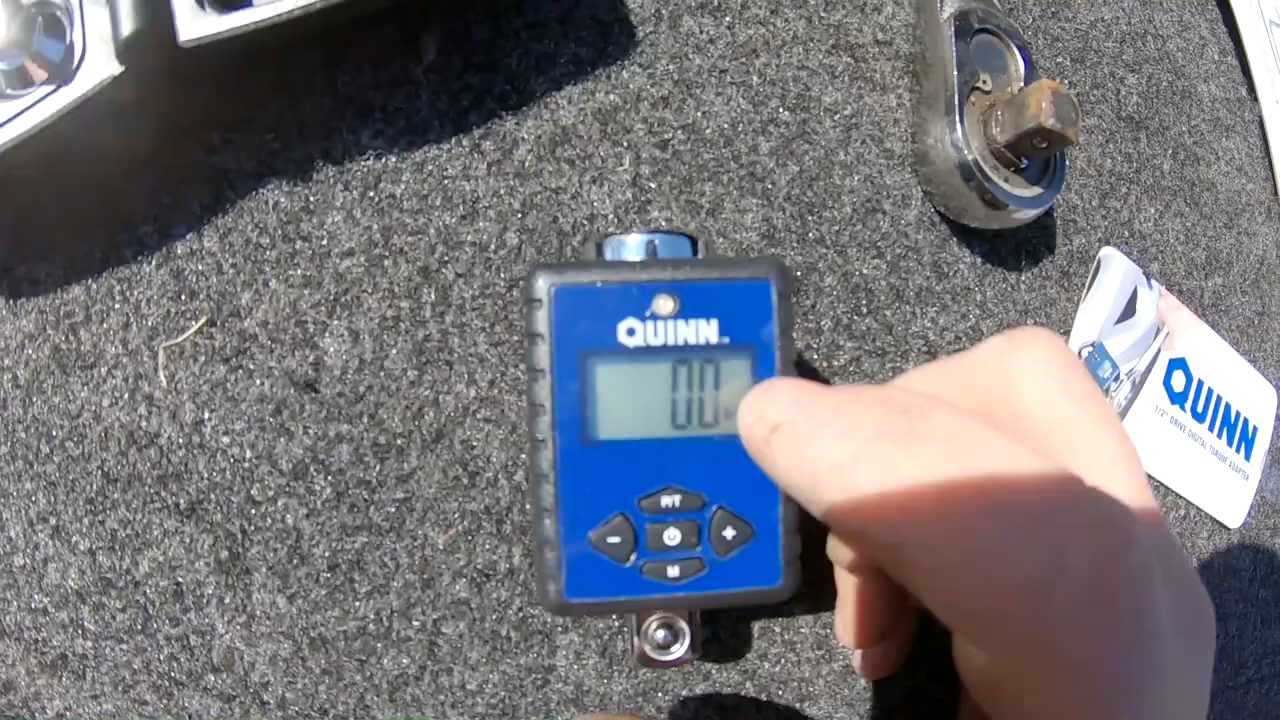 QUINN
00
P/T
-
+
M
QUINN
1/2" DRIVE DIGITAL TORQUE ADAPTER